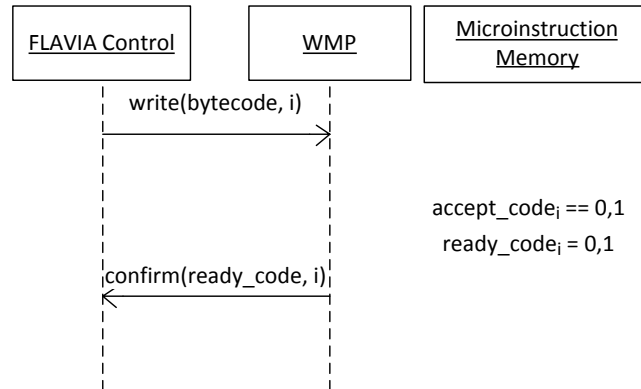 FLAVIA Control
WMP
Microinstruction
Memory
write(bytecode, i)
accept_codeᵢ == 0,1
ready_codeᵢ = 0,1
confirm(ready_code, i)